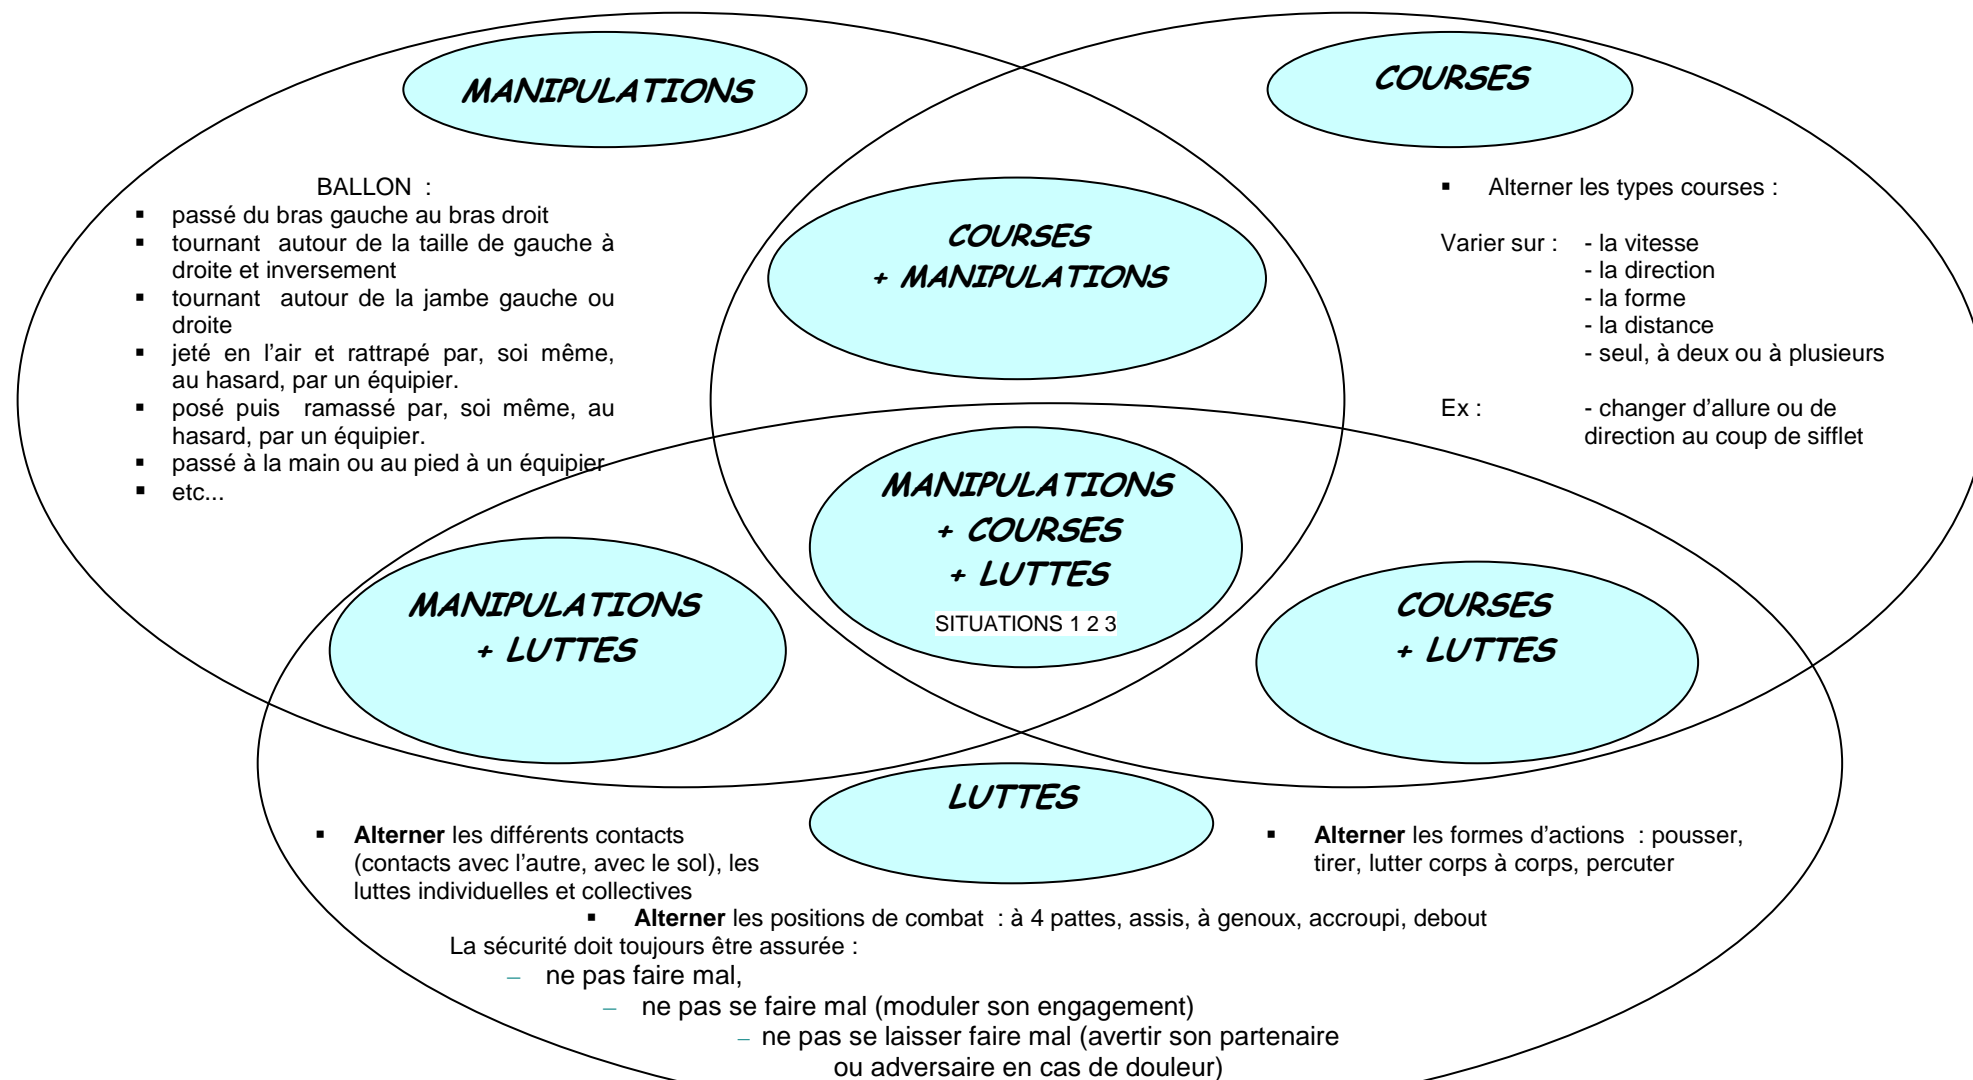 MANIPULATIONS
BALLON :
▪ passé du bras gauche au bras droit
▪ tournant autour de la taille de gauche à
droite et inversement
▪ tournant autour de la jambe gauche ou
droite
▪ jeté en l'air et rattrapé par, soi même,
au hasard, par un équipier.
▪ posé puis ramassé par, soi même, au
hasard, par un équipier.
▪ passé à la main ou au pied à un équipier
▪ etc...
COURSES
+ MANIPULATIONS
COURSES
▪ Alterner les types courses :
Varier sur : - la vitesse
- la direction
- la forme
- la distance
- seul, à deux ou à plusieurs
Ex : - changer d'allure ou de
direction au coup de sifflet
MANIPULATIONS
+ LUTTES
MANIPULATIONS
+ COURSES
+ LUTTES
SITUATIONS 1 2 3
COURSES
+ LUTTES
LUTTES
▪ Alterner les différents contacts
(contacts avec l'autre, avec le sol), les
luttes individuelles et collectives
▪ Alterner les formes d'actions : pousser,
tirer, lutter corps à corps, percuter
▪ Alterner les positions de combat : à 4 pattes, assis, à genoux, accroupi, debout
La sécurité doit toujours être assurée :
– ne pas faire mal,
– ne pas se faire mal (moduler son engagement)
– ne pas se laisser faire mal (avertir son partenaire
ou adversaire en cas de douleur)